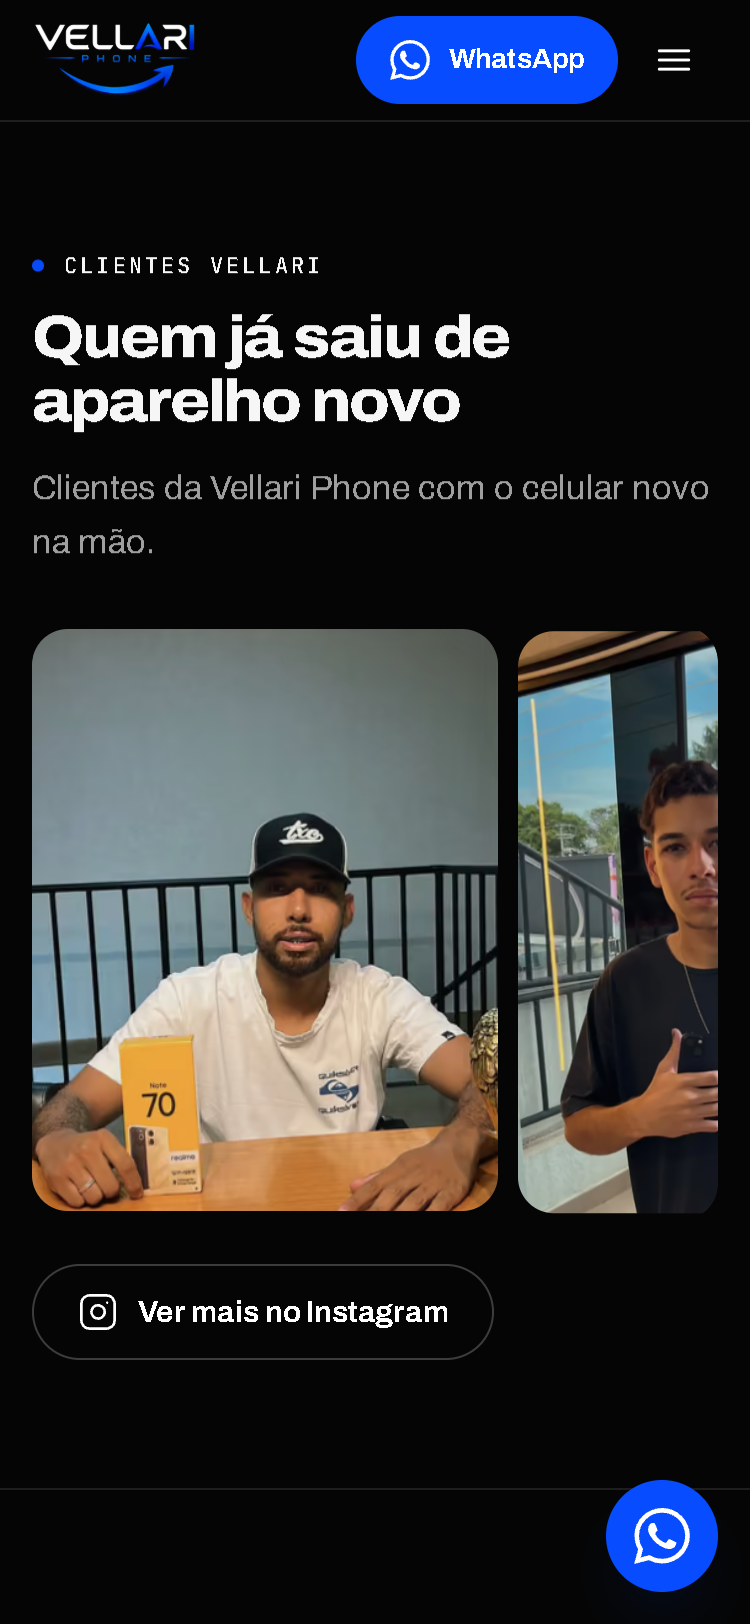 VELLARI
PHONE
WhatsApp
CLIENTES VELLARI
Quem já saiu de
aparelho novo
Clientes da Vellari Phone com o celular novo
na mão.
txc
Note
70
realme
Ver mais no Instagram